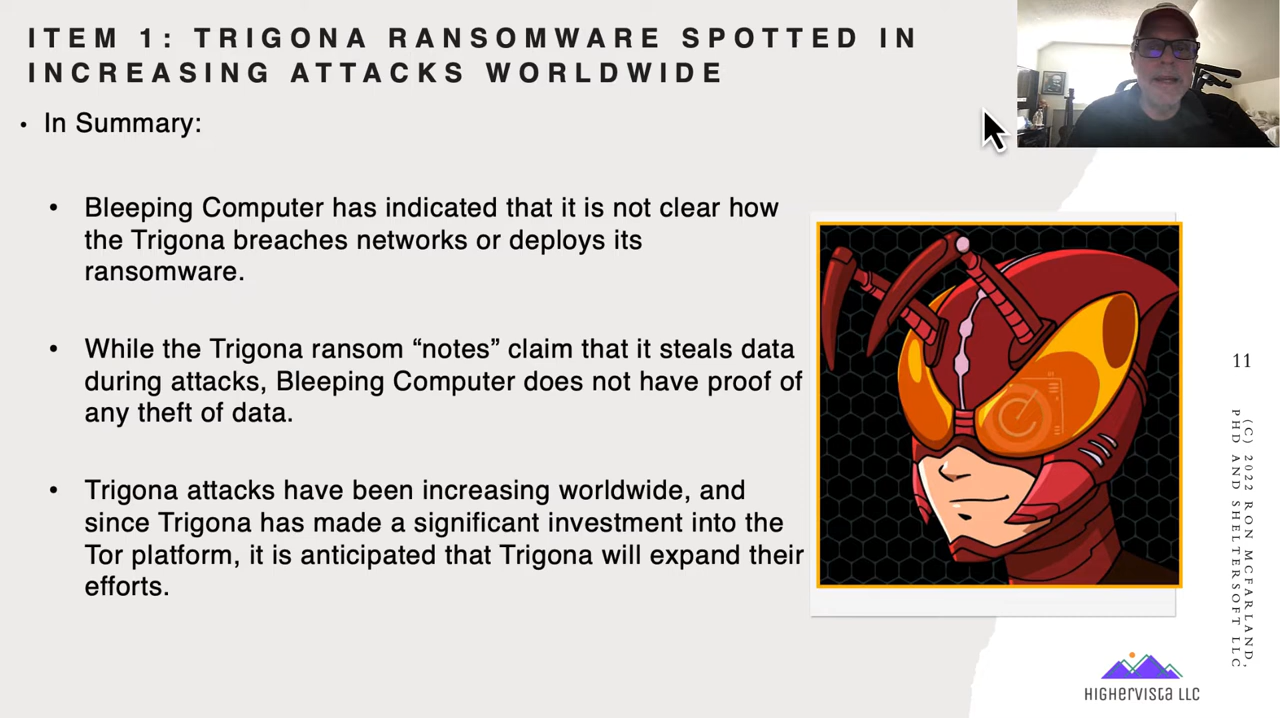 ITEM 1: TRIGONA RANSOMWARE SPOTTED IN
INCREASING ATTACKS WORLDWIDE
• In Summary:
• Bleeping Computer has indicated that it is not clear how
the Trigona breaches networks or deploys its
ransomware.
• While the Trigona ransom “notes” claim that it steals data
during attacks, Bleeping Computer does not have proof of
any theft of data.
• Trigona attacks have been increasing worldwide, and
since Trigona has made a significant investment into the
Tor platform, it is anticipated that Trigona will expand their
efforts.
11
(C) 2022 RON MCFARLAND,
PHD AND SHELTERSOFT LLC
HIGHERVISTA LLC